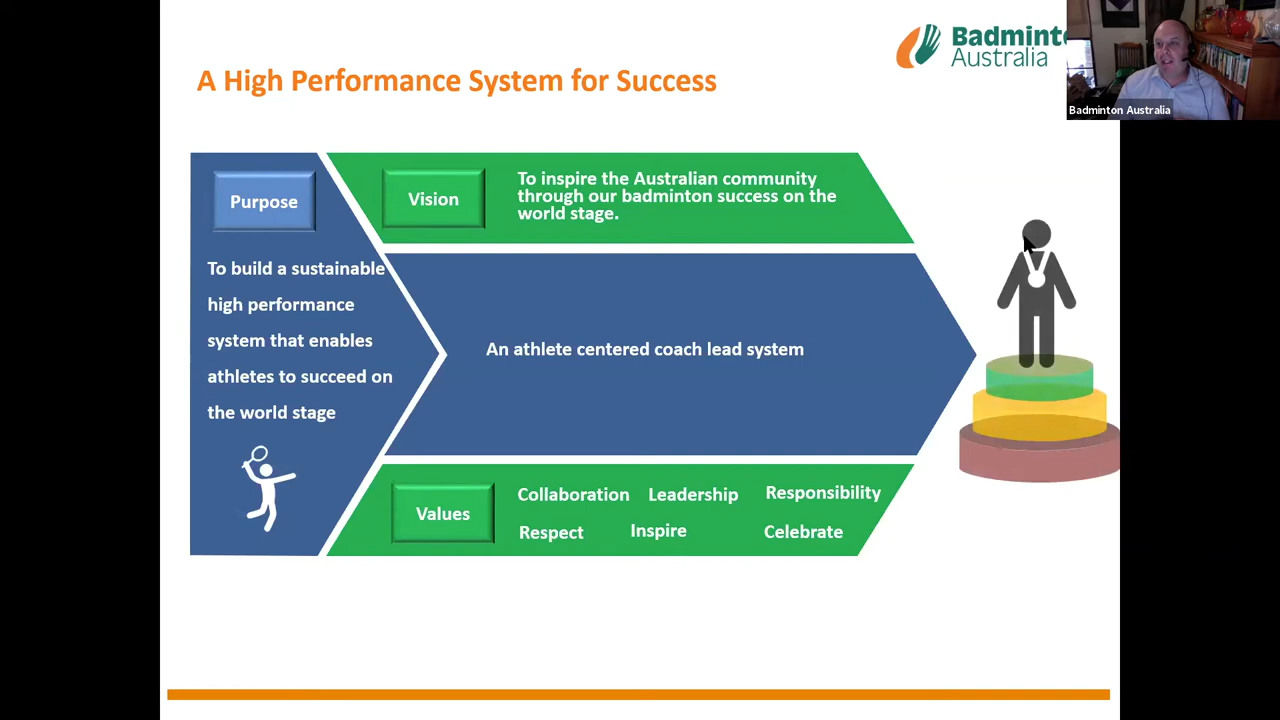 Badminto
Australia
Badminton Australia
A High Performance System for Success
Purpose
To build a sustainable
high performance
system that enables
athletes to succeed on
the world stage
Vision
To inspire the Australian community
through our badminton success on the
world stage.
An athlete centered coach lead system
Values
Collaboration Leadership Responsibility
Respect Inspire Celebrate